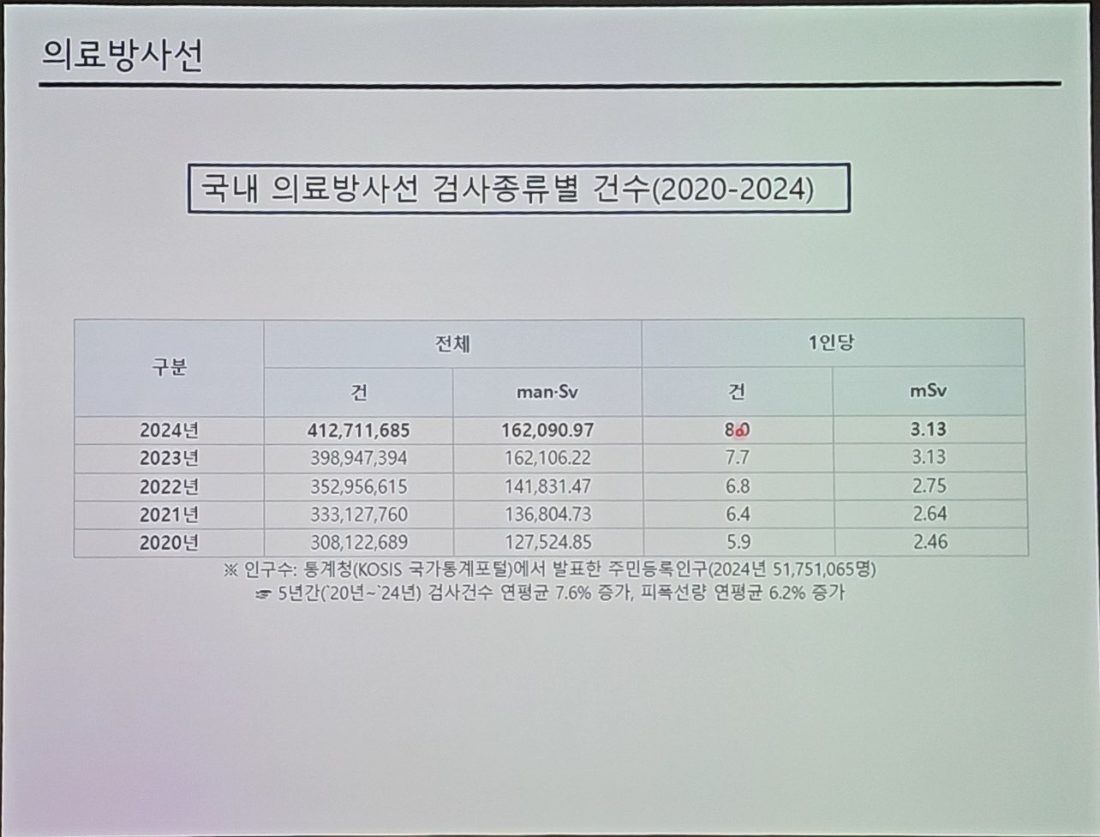 의료방사선
국내 의료방사선 검사종류별 건수(2020-2024)
구분 전체 1인당
건 man·Sv 건 mSv
2024년 412,711,685 162,090.97 8.0 3.13
2023년 398,947,394 162,106.22 7.7 3.13
2022년 352,956,615 141,831.47 6.8 2.75
2021년 333,127,760 136,804.73 6.4 2.64
2020년 308,122,689 127,524.85 5.9 2.46
※ 인구수: 통계청(KOSIS 국가통계포털)에서 발표한 주민등록인구(2024년 51,751,065명)
☞ 5년간(`20년~`24년) 검사건수 연평균 7.6% 증가, 피폭선량 연평균 6.2% 증가